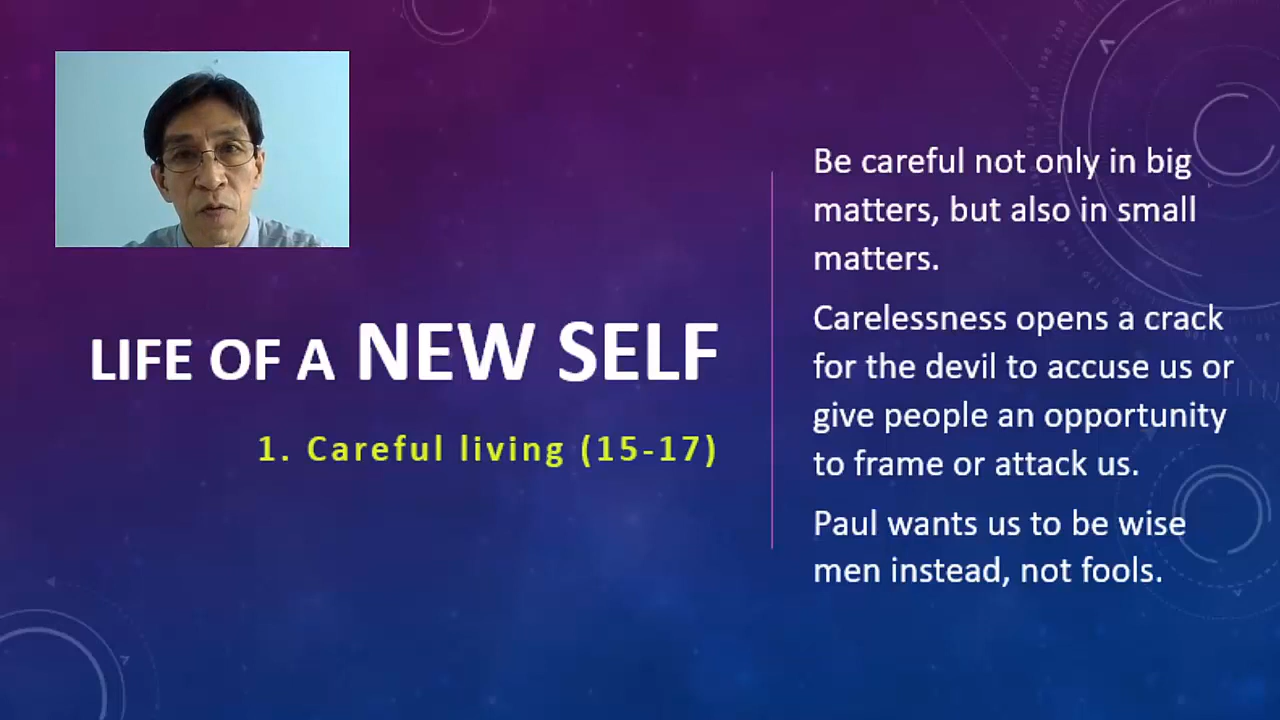 LIFE OF A NEW SELF
1. Careful living (15-17)
Be careful not only in big
matters, but also in small
matters.
Carelessness opens a crack
for the devil to accuse us or
give people an opportunity
to frame or attack us.
Paul wants us to be wise
men instead, not fools.